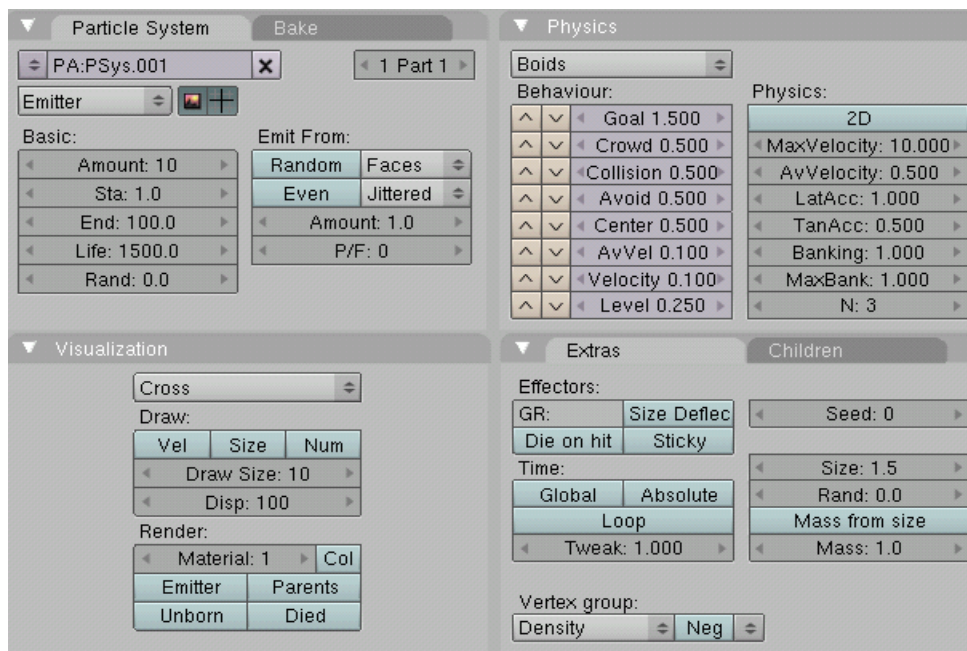 Particle System
Bake
PA:PSys.001
1 Part 1
Emitter
Basic:
Amount: 10
Sta: 1.0
End: 100.0
Life: 1500.0
Rand: 0.0
Emit From:
Random
Faces
Even
Jittered
Amount: 1.0
P/F: 0
Physics
Boids
Behaviour:
Goal 1.500
Crowd 0.500
Collision 0.500
Avoid 0.500
Center 0.500
AvVel 0.100
Velocity 0.100
Level 0.250
Physics:
2D
MaxVelocity: 10.000
AvVelocity: 0.500
LatAcc: 1.000
TanAcc: 0.500
Banking: 1.000
MaxBank: 1.000
N: 3
Visualization
Cross
Draw:
Vel
Size
Num
Draw Size: 10
Disp: 100
Render:
Material: 1
Col
Emitter
Parents
Unborn
Died
Extras
Children
Effectors:
GR:
Size Deflec
Die on hit
Sticky
Time:
Global
Absolute
Loop
Tweak: 1.000
Seed: 0
Size: 1.5
Rand: 0.0
Mass from size
Mass: 1.0
Vertex group:
Density
Neg